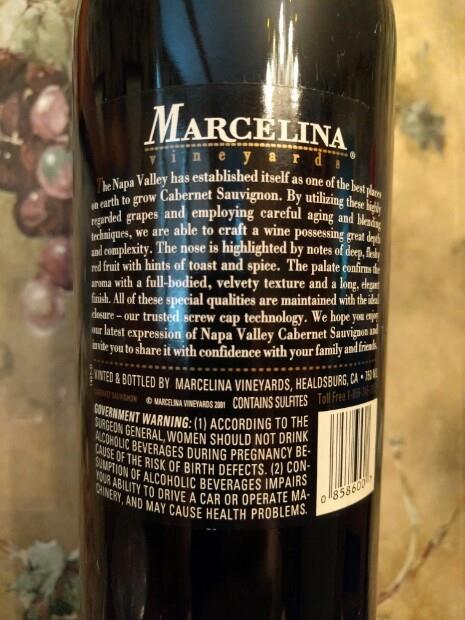 MARCELINA®
vineyards
The Napa Valley has established itself as one of the best places
on earth to grow Cabernet Sauvignon. By utilizing these highly
regarded grapes and employing careful aging and blending
techniques, we are able to craft a wine possessing great depth
and complexity. The nose is highlighted by notes of deep, fleshy
red fruit with hints of toast and spice. The palate confirms the
aroma with a full-bodied, velvety texture and a long, elegant
finish. All of these special qualities are maintained with the ideal
closure – our trusted screw cap technology. We hope you enjoy
our latest expression of Napa Valley Cabernet Sauvignon and
invite you to share it with confidence with your family and friends.
VINTED & BOTTLED BY MARCELINA VINEYARDS, HEALDSBURG, CA • 750 ML
CABERNET SAUVIGNON © MARCELINA VINEYARDS 2001 CONTAINS SULFITES Toll Free
GOVERNMENT WARNING: (1) ACCORDING TO THE
SURGEON GENERAL, WOMEN SHOULD NOT DRINK
ALCOHOLIC BEVERAGES DURING PREGNANCY BE-
CAUSE OF THE RISK OF BIRTH DEFECTS. (2) CON-
SUMPTION OF ALCOHOLIC BEVERAGES IMPAIRS
YOUR ABILITY TO DRIVE A CAR OR OPERATE MA-
CHINERY, AND MAY CAUSE HEALTH PROBLEMS.
0 858600